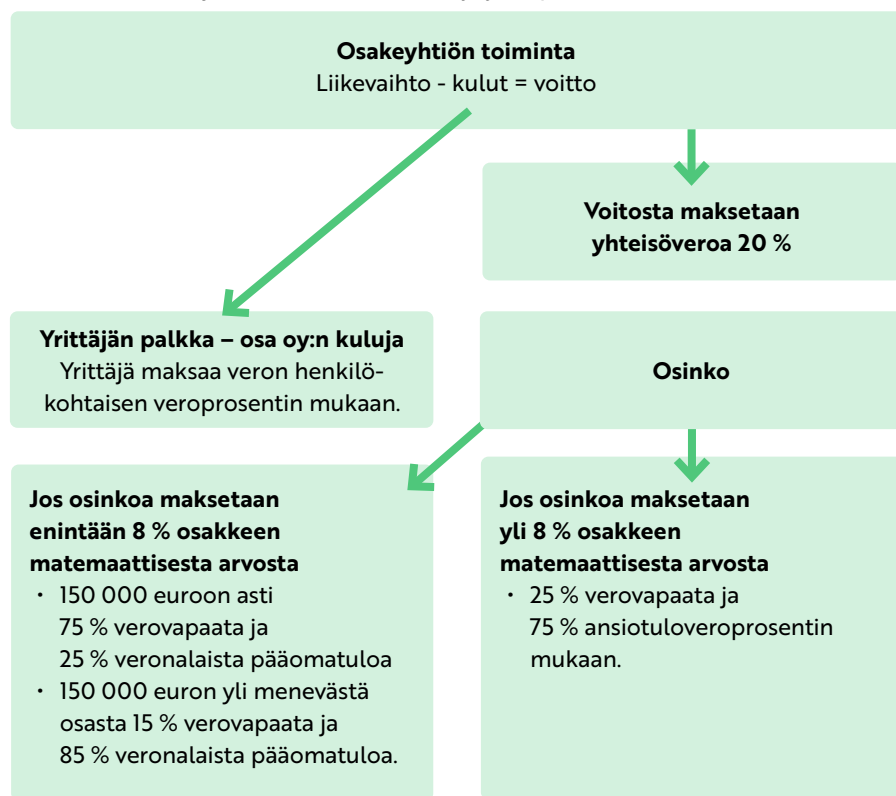 Osakeyhtiön toiminta
Liikevaihto - kulut = voitto
Voitosta maksetaan
yhteisöveroa 20 %
Yrittäjän palkka – osa oy:n kuluja
Yrittäjä maksaa veron henkilö-
kohtaisen veroprosentin mukaan.
Osinko
Jos osinkoa maksetaan
enintään 8 % osakkeen
matemaattisesta arvosta
· 150 000 euroon asti
75 % verovapaata ja
25 % veronalaista pääomatuloa
· 150 000 euron yli menevästä
osasta 15 % verovapaata ja
85 % veronalaista pääomatuloa.
Jos osinkoa maksetaan
yli 8 % osakkeen
matemaattisesta arvosta
· 25 % verovapaata ja
75 % ansiotuloveroprosentin
mukaan.